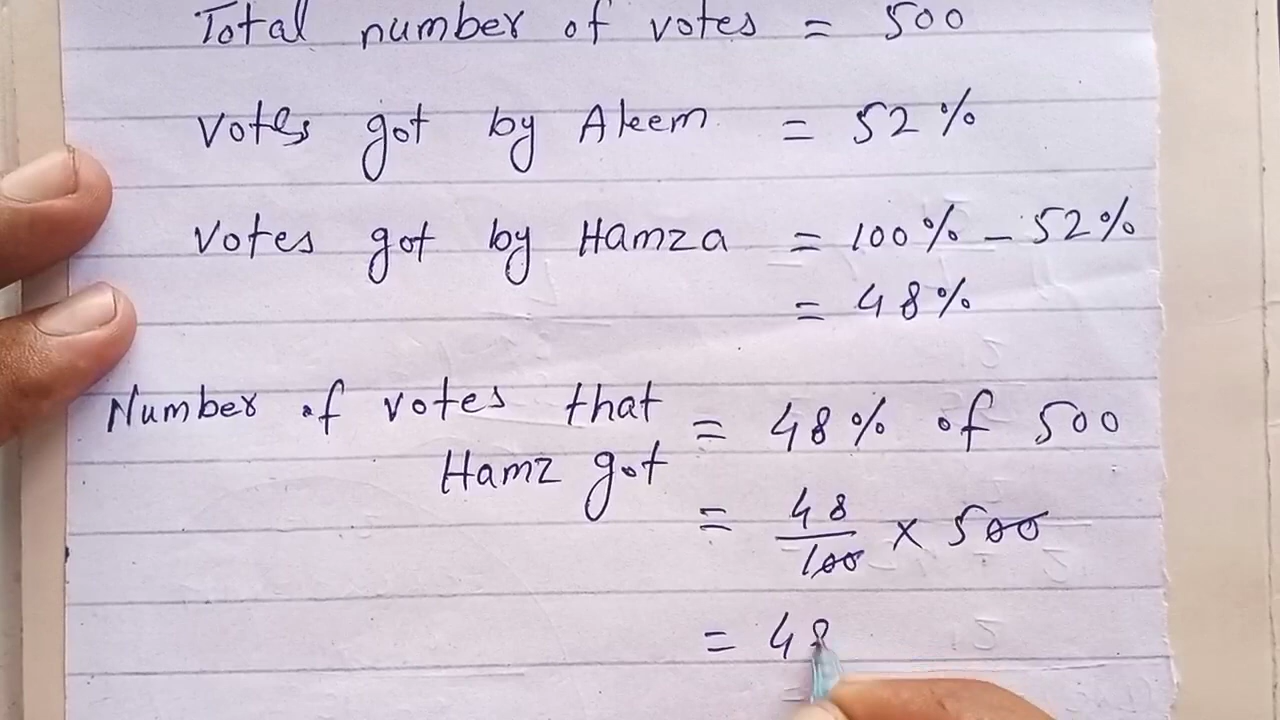 Total number of votes = 500
Votes got by Aleem = 52%
Votes got by Hamza = 100% - 52%
= 48%
Number of votes that
Hamz got
= 48% of 500
= 48/100 × 500
= 48